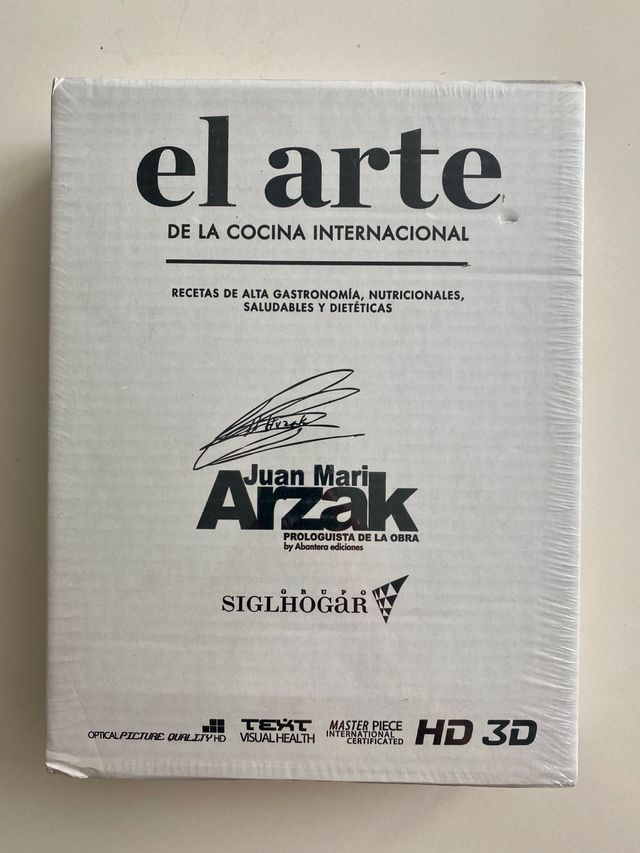 el arte
DE LA COCINA INTERNACIONAL
RECETAS DE ALTA GASTRONOMÍA, NUTRICIONALES,
SALUDABLES Y DIETÉTICAS
Arzak
Juan Mari
Arzak
PROLOGUISTA DE LA OBRA
by Abantera ediciones
GRUPO
SIGLHOGaR
OPTICAL PICTURE QUALITY HD
TEXT
VISUAL HEALTH
MASTER PIECE
INTERNATIONAL
CERTIFICATED
HD 3D